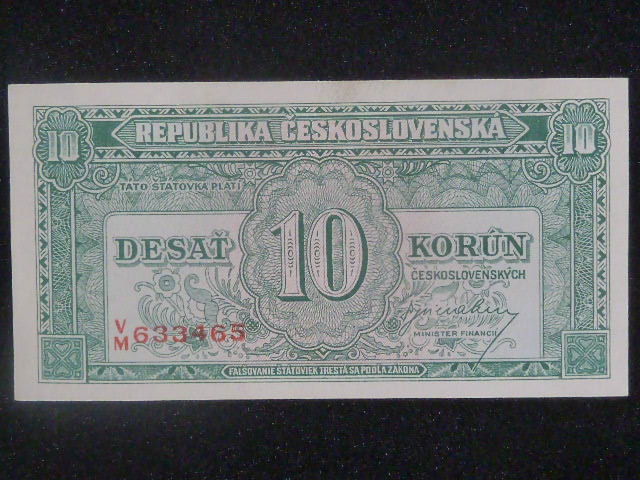 10 REPUBLIKA ČESKOSLOVENSKÁ 10
TÁTO ŠTÁTOVKA PLATÍ
DESAŤ 10 KORÚN
ČESKOSLOVENSKÝCH
V
M 633465
MINISTER FINANCIÍ
FALŠOVANIE ŠTÁTOVIEK TRESTÁ SA PODĽA ZÁKONA